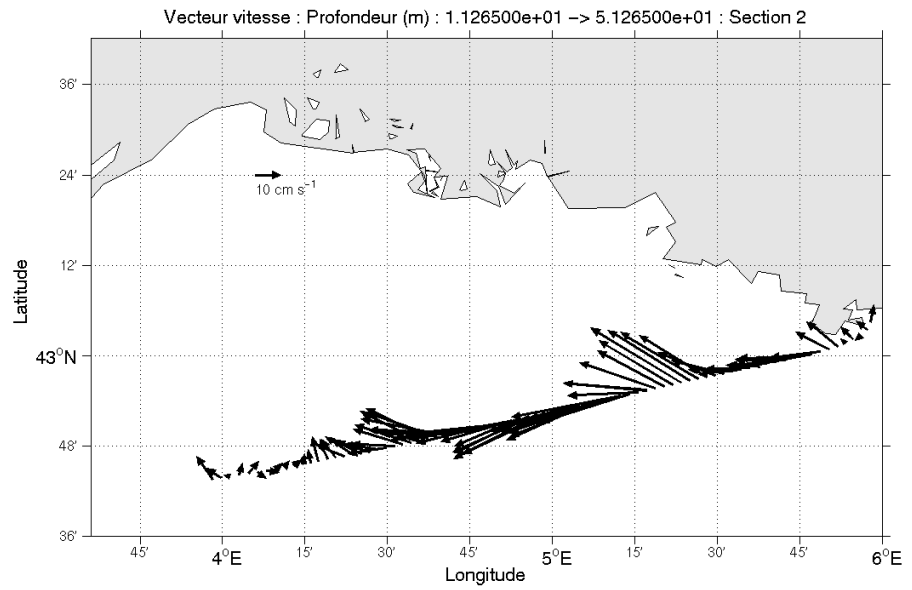 Vecteur vitesse : Profondeur (m) : 1.126500e+01 −> 5.126500e+01 : Section 2
36'
24'
10 cm s⁻¹
12'
Latitude
43°N
48'
36'
45' 4°E 15' 30' 45' 5°E 15' 30' 45' 6°E
Longitude